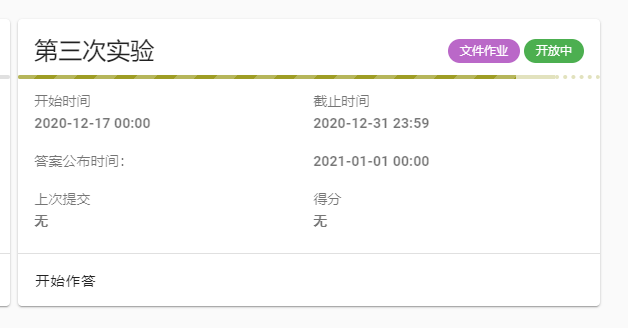 第三次实验
文件作业 开放中
开始时间 截止时间
2020-12-17 00:00 2020-12-31 23:59
答案公布时间: 2021-01-01 00:00
上次提交 得分
无 无
开始作答